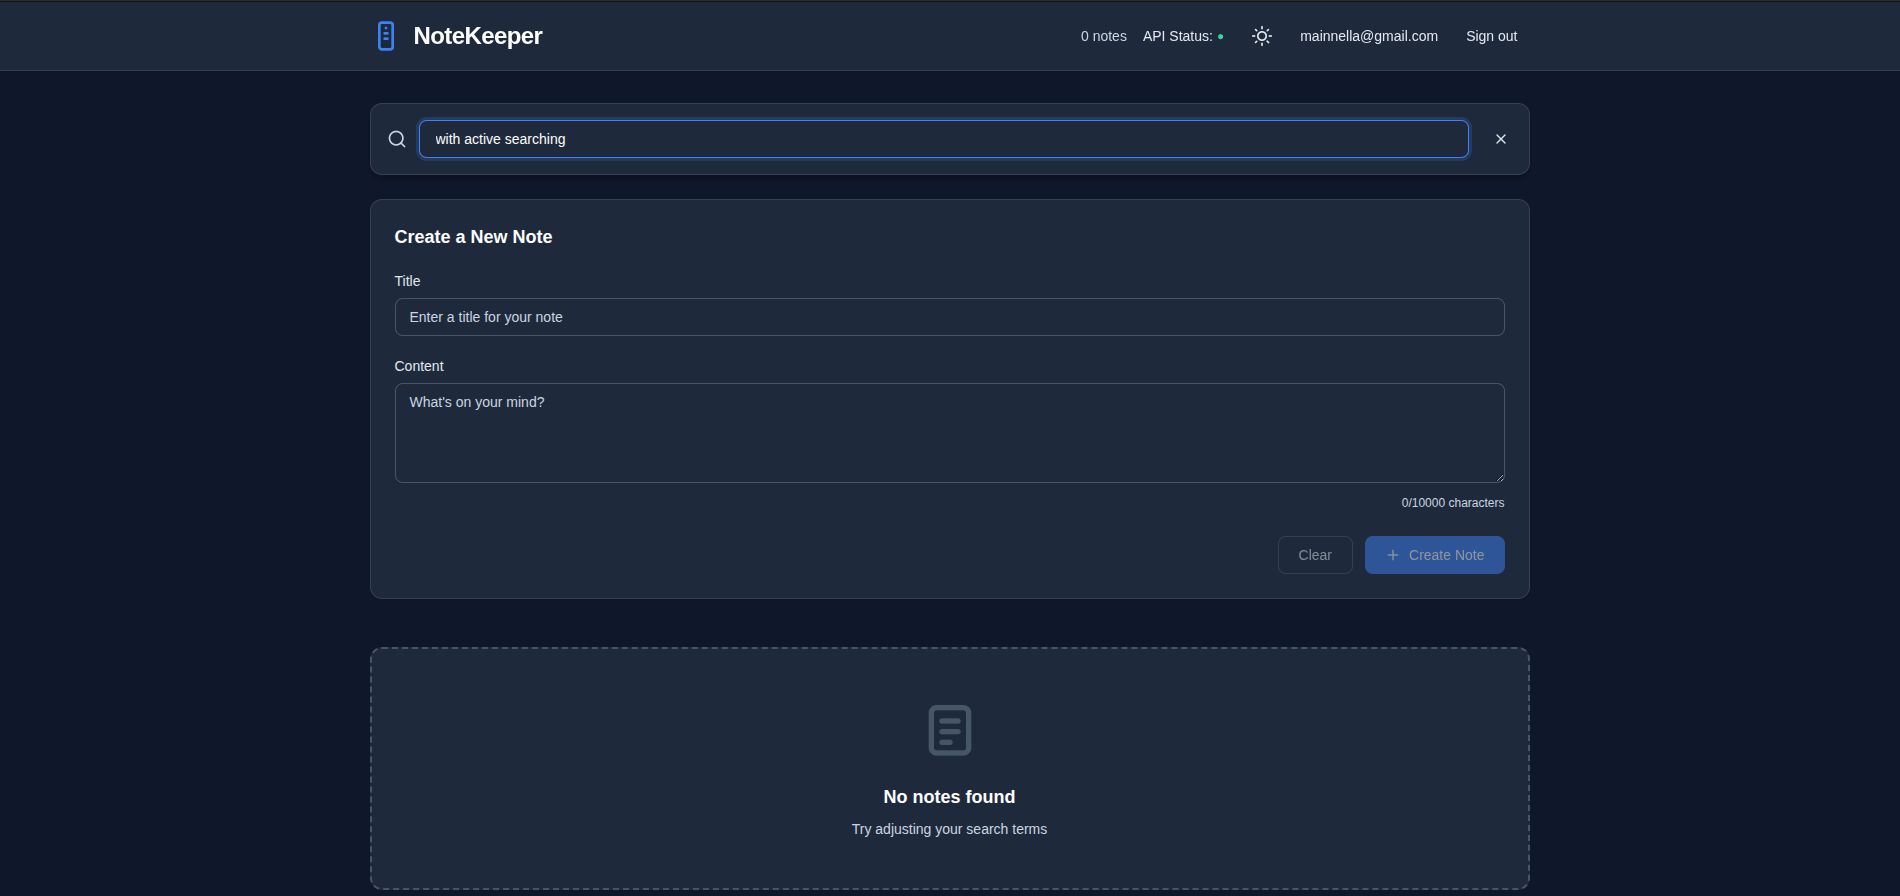 NoteKeeper
0 notes API Status: mainnella@gmail.com Sign out
with active searching
Create a New Note
Title
Enter a title for your note
Content
What's on your mind?
0/10000 characters
Clear Create Note
No notes found
Try adjusting your search terms